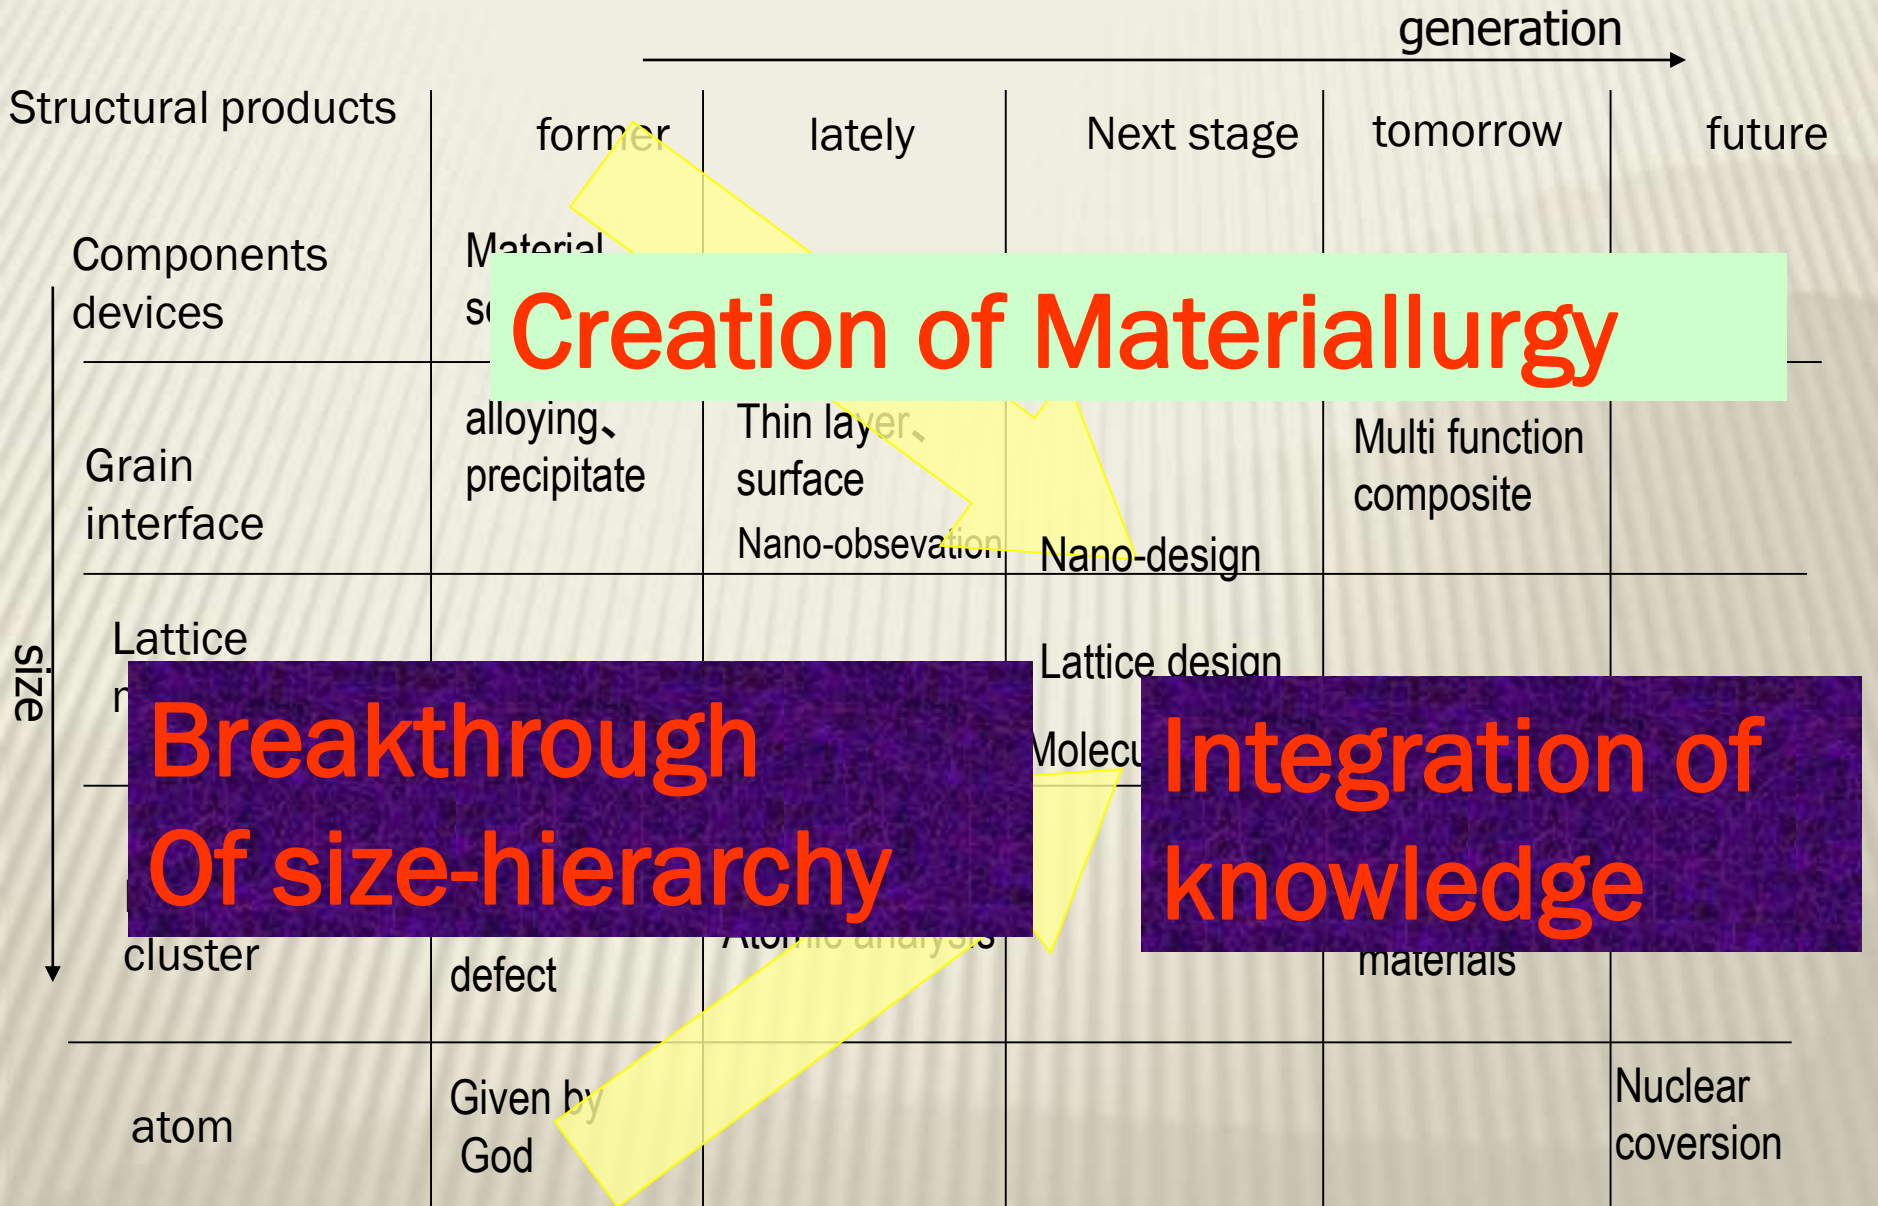 generation
Structural products
former
lately
Next stage
tomorrow
future
Components
devices
Material
Creation of Materiallurgy
Grain
interface
alloying、
precipitate
Thin layer、
surface
Nano-obsevation
Nano-design
Multi function
composite
size
Lattice
Lattice design
Breakthrough
Of size-hierarchy
Integration of
knowledge
cluster
defect
Atomic analysis
materials
atom
Given by
God
Nuclear
coversion